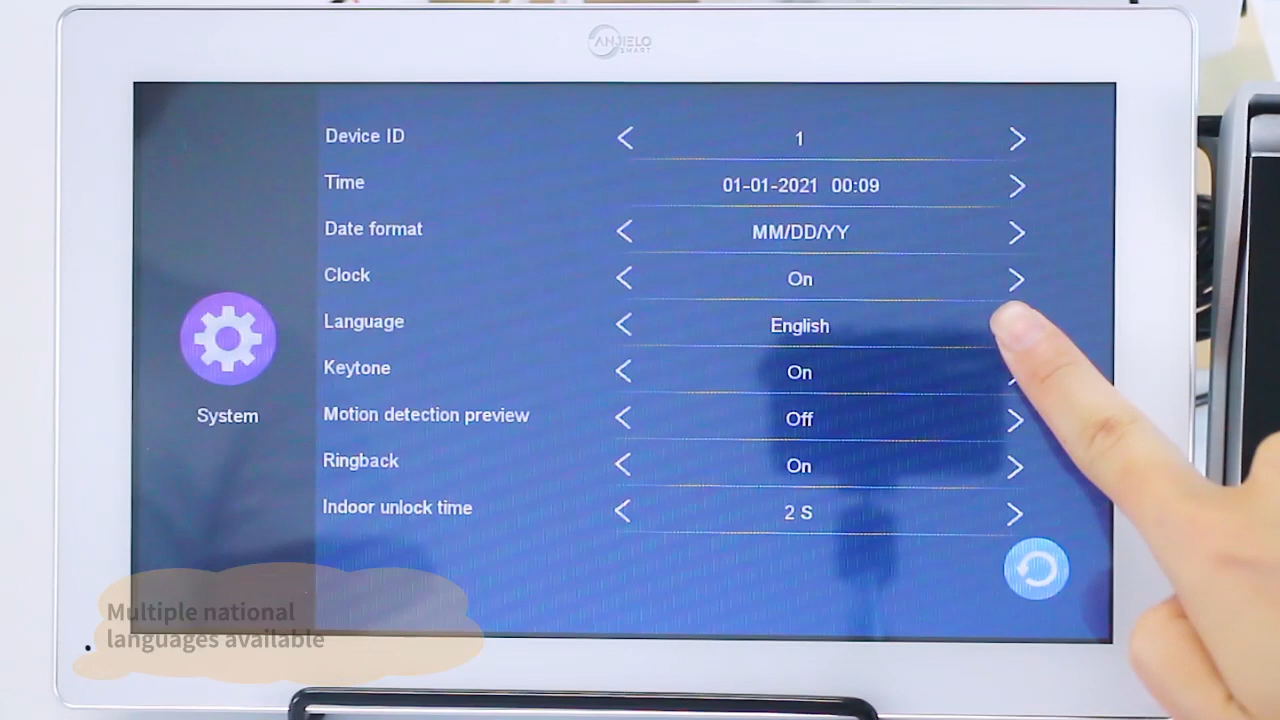 ANJIELO
SMART
Device ID
1
Time
01-01-2021 00:09
Date format
MM/DD/YY
Clock
On
Language
English
Keytone
On
Motion detection preview
Off
Ringback
On
Indoor unlock time
2 S
System
Multiple national
languages available